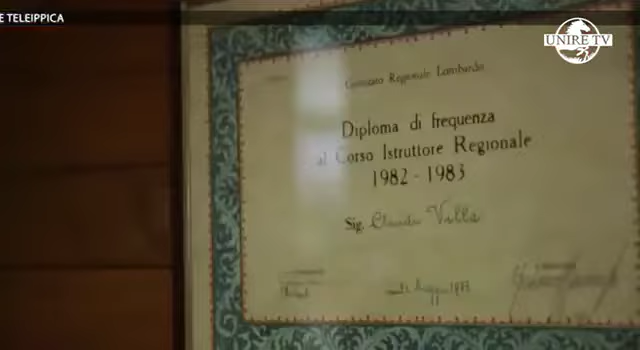 E TELEIPPICA
UNIRE TV
Comitato Regionale Lombardo
Diploma di frequenza
al Corso Istruttore Regionale
1982 - 1983
Sig. Claudio Villa